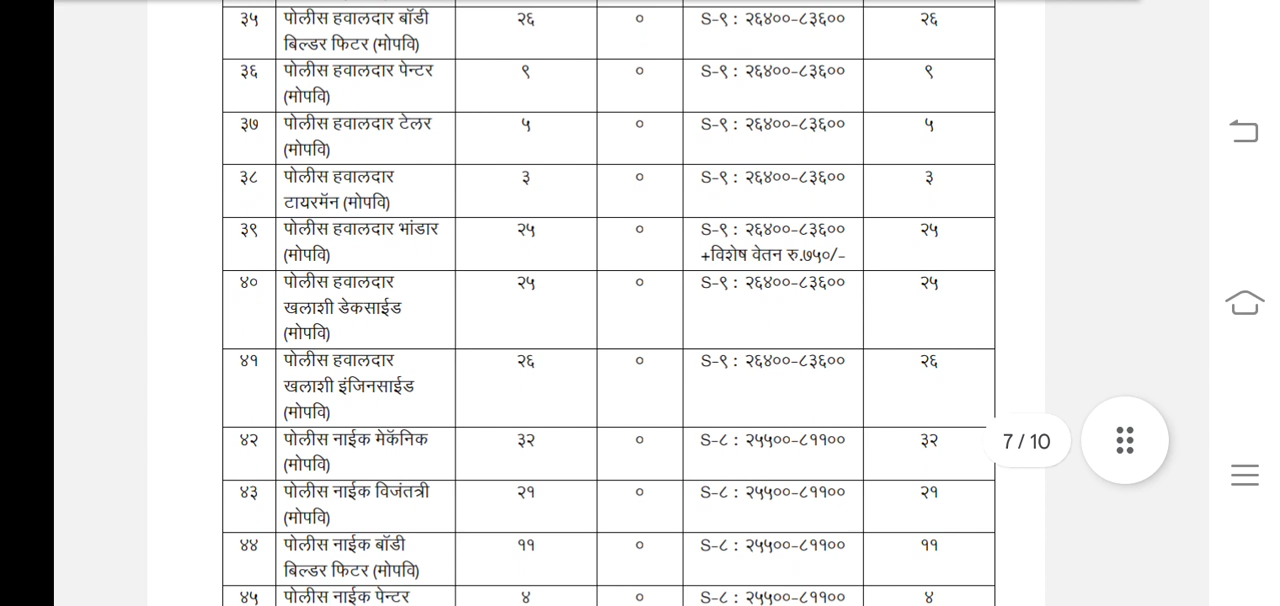 ३५ पोलीस हवालदार बॉडी २६ ० S-९ : २६४००-८३६०० २६
बिल्डर फिटर (मोपवि)
३६ पोलीस हवालदार पेन्टर ९ ० S-९ : २६४००-८३६०० ९
(मोपवि)
३७ पोलीस हवालदार टेलर ५ ० S-९ : २६४००-८३६०० ५
(मोपवि)
३८ पोलीस हवालदार ३ ० S-९ : २६४००-८३६०० ३
टायरमॅन (मोपवि)
३९ पोलीस हवालदार भांडार २५ ० S-९ : २६४००-८३६०० २५
(मोपवि) +विशेष वेतन रु.७५०/-
४० पोलीस हवालदार २५ ० S-९ : २६४००-८३६०० २५
खलाशी डेकसाईड
(मोपवि)
४१ पोलीस हवालदार २६ ० S-९ : २६४००-८३६०० २६
खलाशी इंजिनसाईड
(मोपवि)
४२ पोलीस नाईक मेकॅनिक ३२ ० S-८ : २५५००-८११०० ३२
(मोपवि)
7 / 10
४३ पोलीस नाईक विजंतत्री २१ ० S-८ : २५५००-८११०० २१
(मोपवि)
४४ पोलीस नाईक बॉडी ११ ० S-८ : २५५००-८११०० ११
बिल्डर फिटर (मोपवि)
४५ पोलीस नाईक पेन्टर ४ ० S-८ : २५५००-८११०० ४